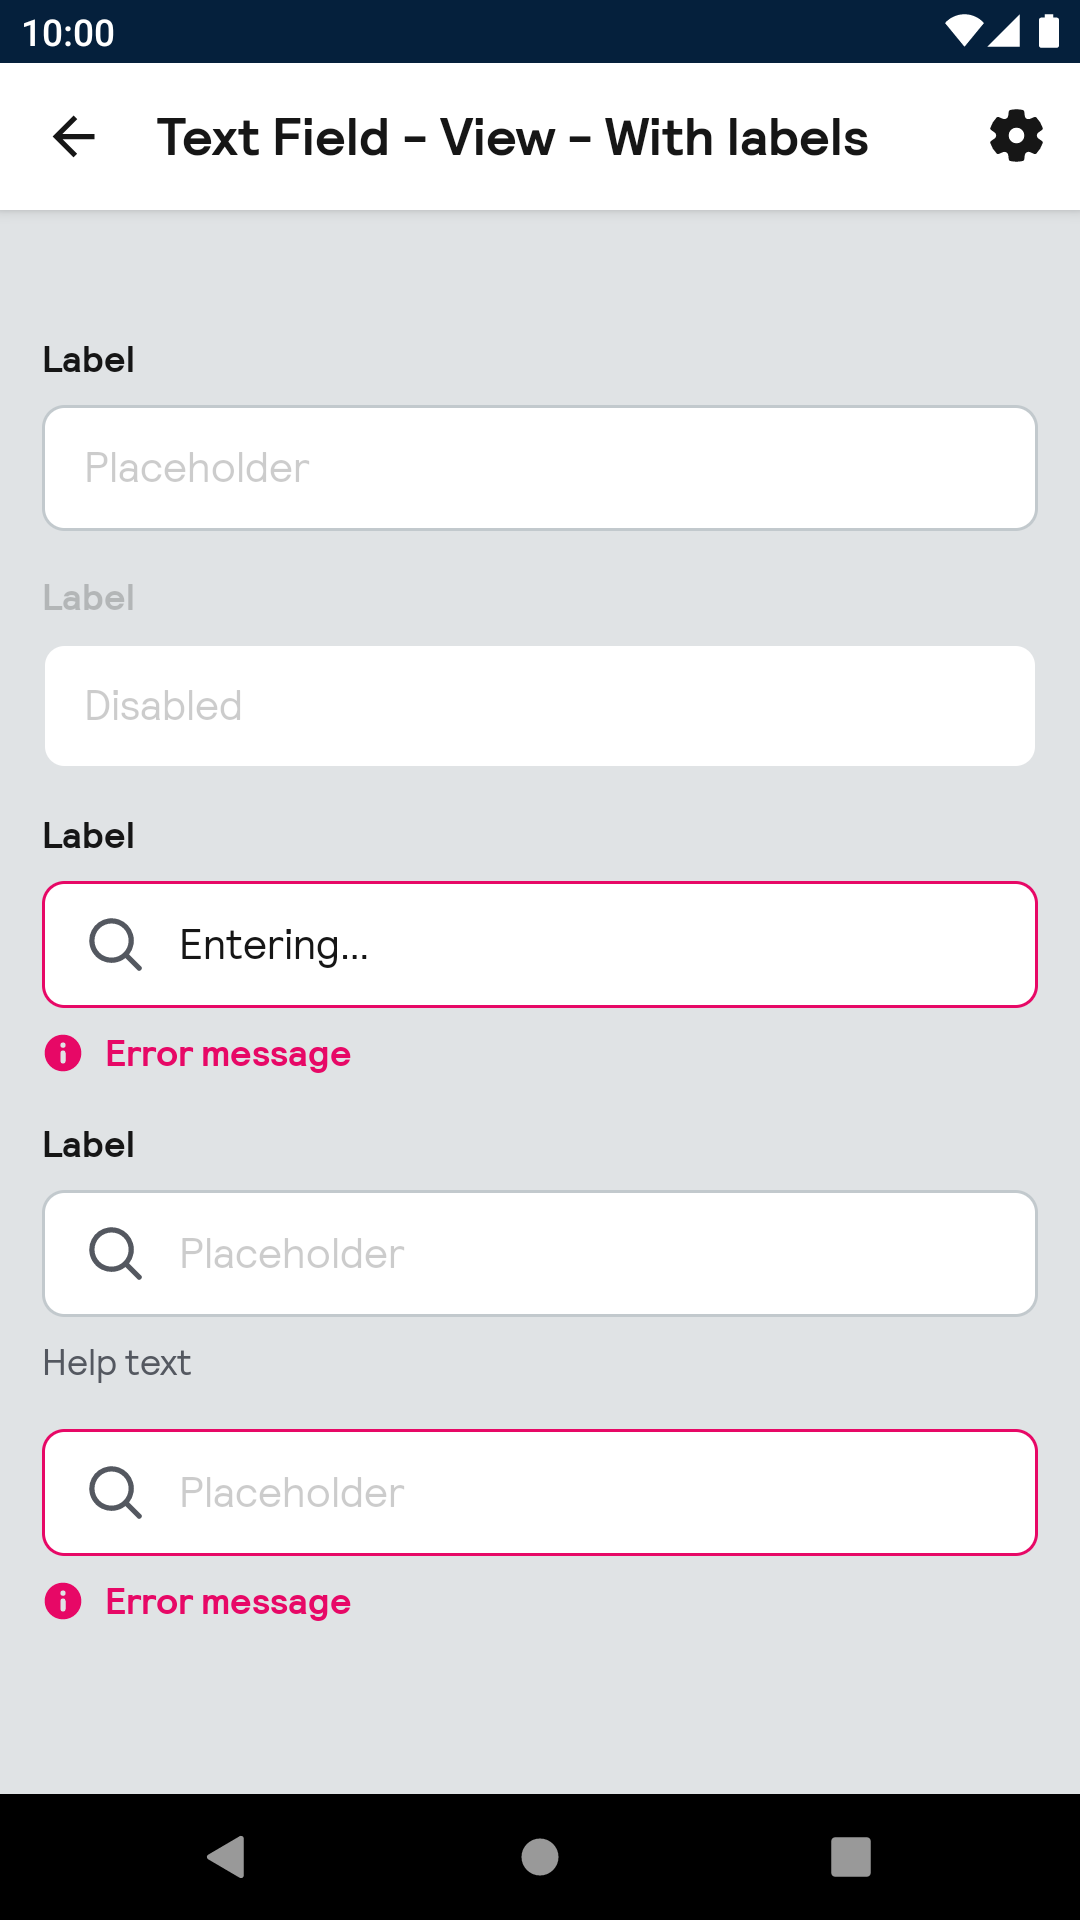 10:00
Text Field - View - With labels
Label
Placeholder
Label
Disabled
Label
Entering...
Error message
Label
Placeholder
Help text
Placeholder
Error message